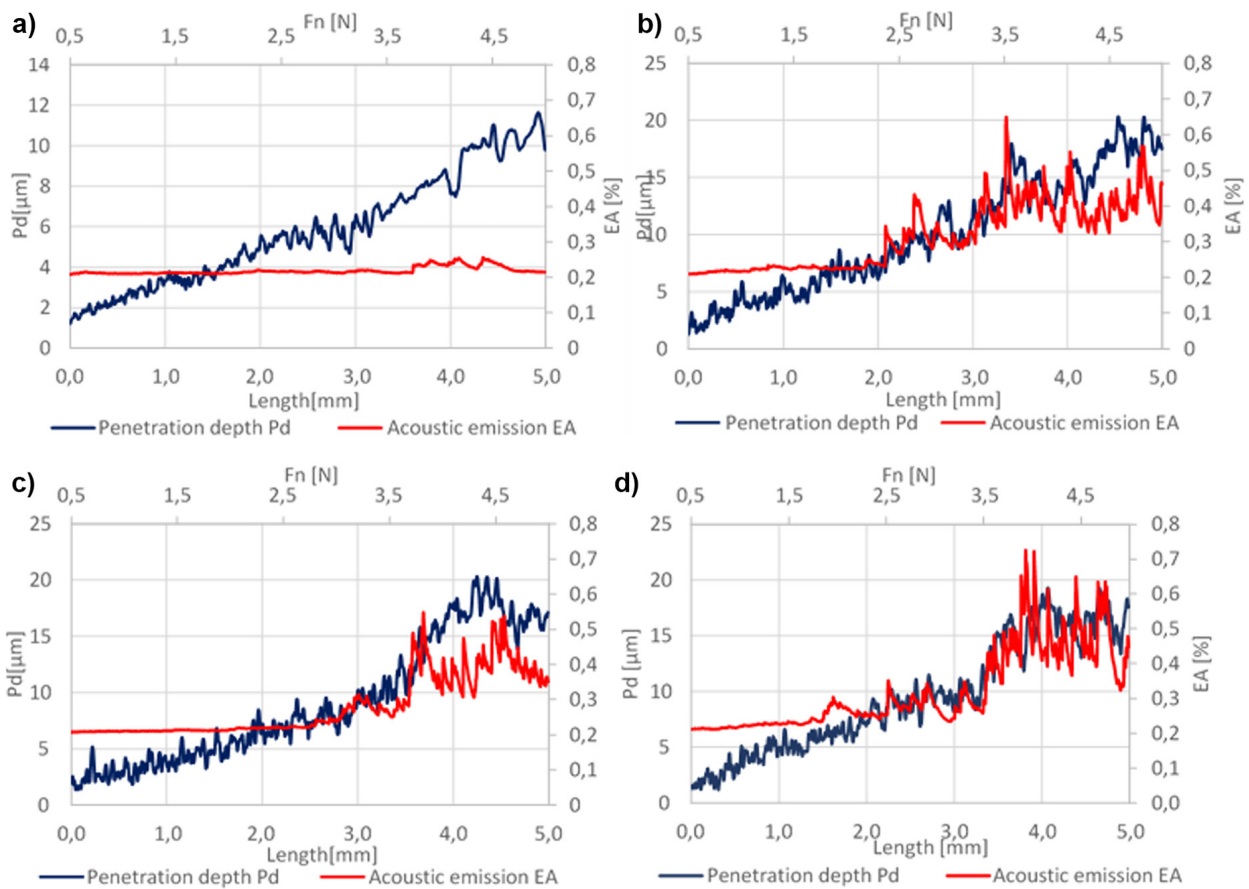 a)
Fn [N]
0,5 1,5 2,5 3,5 4,5
14 0,8
12 0,7
10 0,6
8 0,5
6 0,4
4 0,3
2 0,2
0 0,1
0
Pd[µm]
EA [%]
0,0 1,0 2,0 3,0 4,0 5,0
Length[mm]
Penetration depth Pd Acoustic emission EA
b)
Fn [N]
0,5 1,5 2,5 3,5 4,5
25 0,8
20 0,7
15 0,6
10 0,5
5 0,4
0 0,3
0,2
0,1
0
Pd[µm]
EA [%]
0,0 1,0 2,0 3,0 4,0 5,0
Length [mm]
Penetration depth Pd Acoustic emission EA
c)
Fn [N]
0,5 1,5 2,5 3,5 4,5
25 0,8
20 0,7
15 0,6
10 0,5
5 0,4
0 0,3
0,2
0,1
0
Pd[µm]
0,0 1,0 2,0 3,0 4,0 5,0
Length[mm]
Penetration depth Pd Acoustic emission EA
d)
Fn [N]
0,5 1,5 2,5 3,5 4,5
25 0,8
20 0,7
15 0,6
10 0,5
5 0,4
0 0,3
0,2
0,1
0,0
Pd [µm]
EA [%]
0,0 1,0 2,0 3,0 4,0 5,0
Length [mm]
Penetration depth Pd Acoustic emission EA